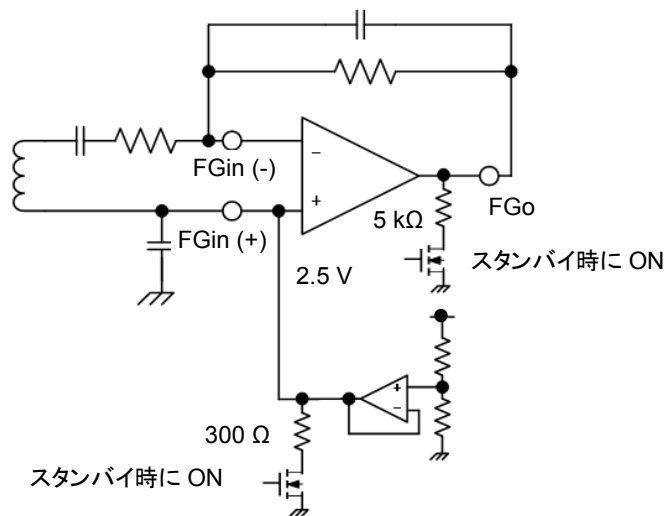 −
FGin (-)
+
FGin (+)
5 kΩ
FGo
スタンバイ時に ON
2.5 V
+
−
300 Ω
スタンバイ時に ON